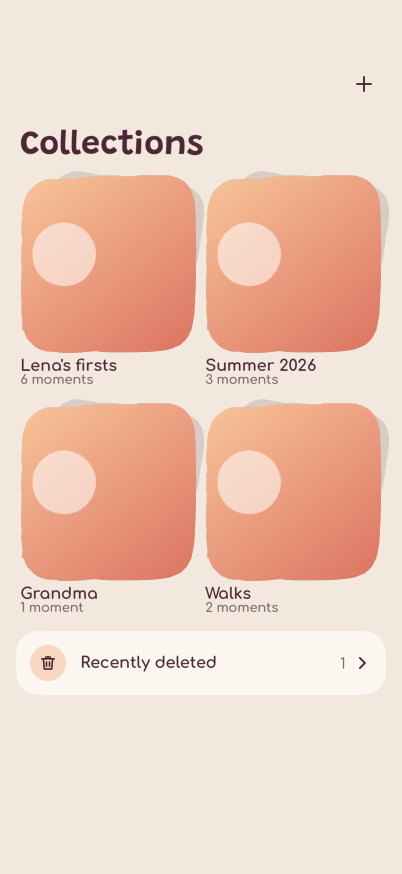 Collections
Lena's firsts
6 moments
Summer 2026
3 moments
Grandma
1 moment
Walks
2 moments
Recently deleted
1